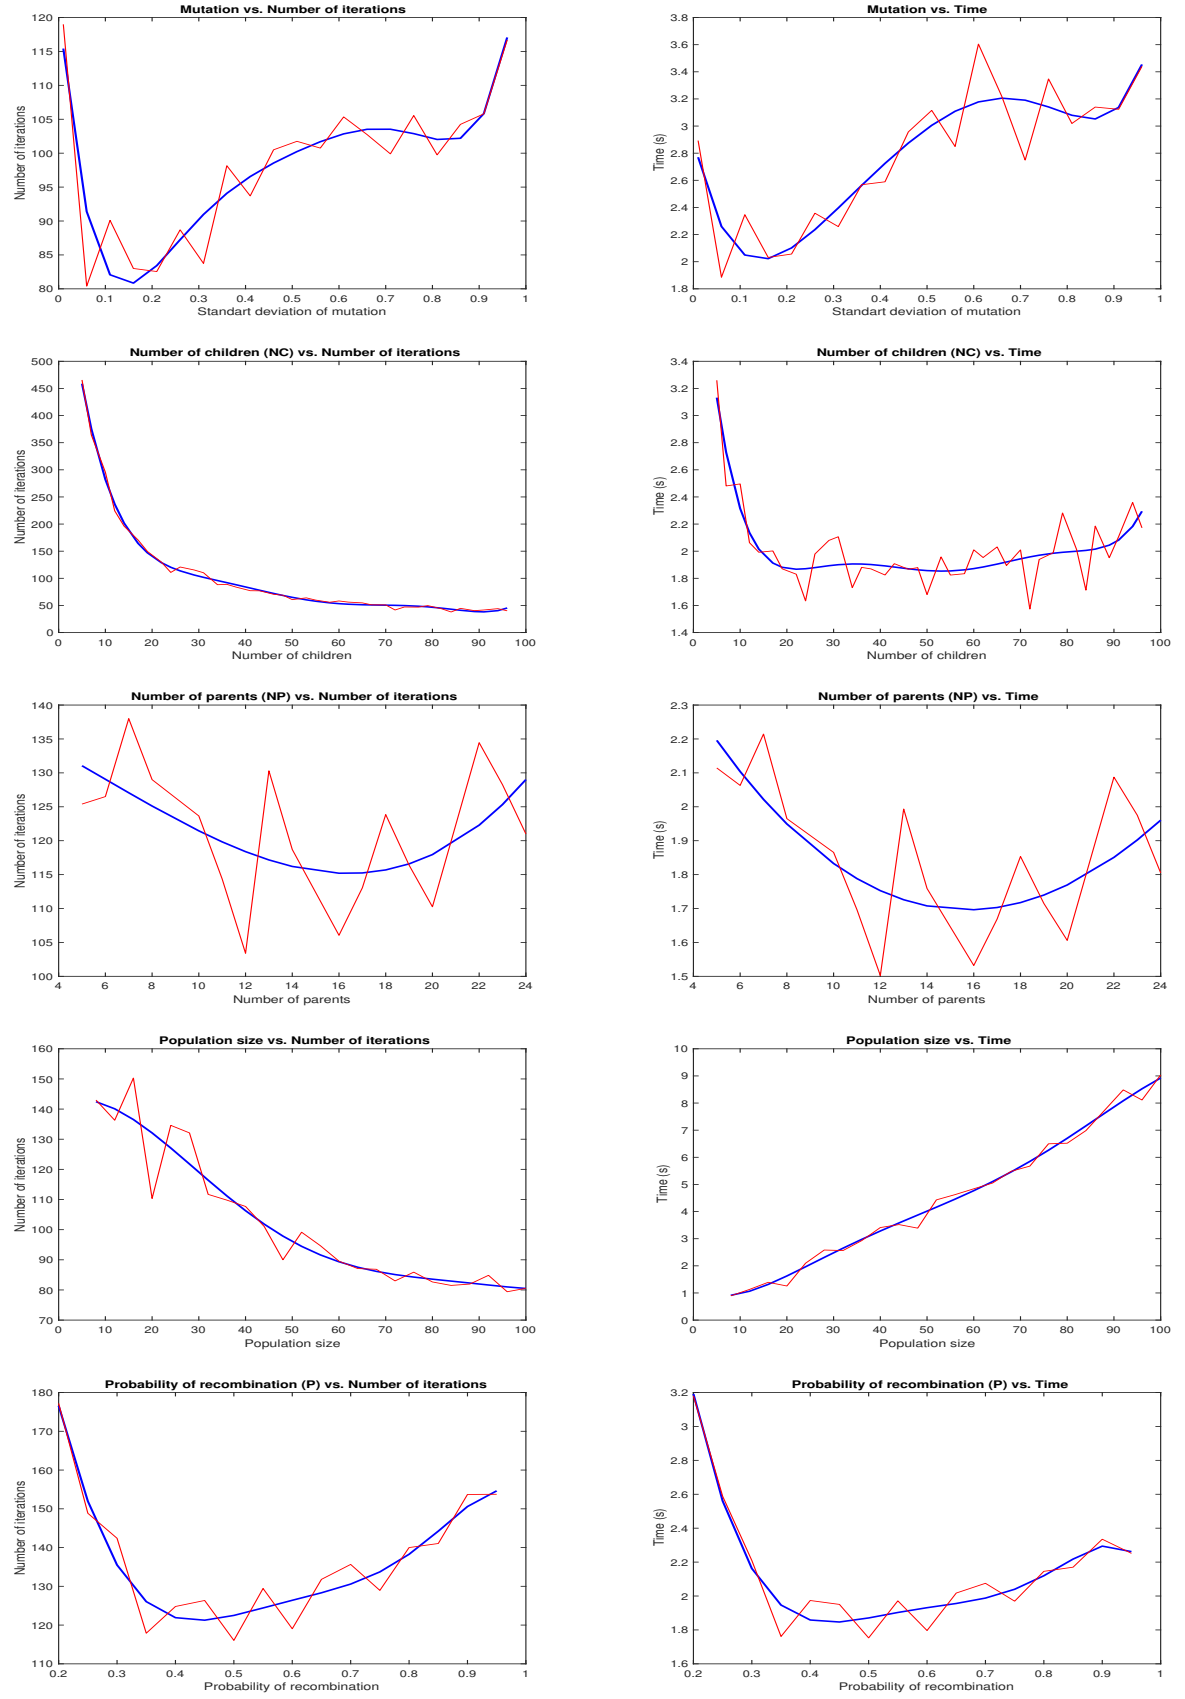 Mutation vs. Number of iterations
Number of iterations
120
115
110
105
100
95
90
85
80
0 0.1 0.2 0.3 0.4 0.5 0.6 0.7 0.8 0.9 1
Standart deviation of mutation
Mutation vs. Time
Time (s)
3.8
3.6
3.4
3.2
3
2.8
2.6
2.4
2.2
2
1.8
0 0.1 0.2 0.3 0.4 0.5 0.6 0.7 0.8 0.9 1
Standart deviation of mutation
Number of children (NC) vs. Number of iterations
Number of iterations
500
450
400
350
300
250
200
150
100
50
0
0 10 20 30 40 50 60 70 80 90 100
Number of children
Number of children (NC) vs. Time
Time (s)
3.4
3.2
3
2.8
2.6
2.4
2.2
2
1.8
1.6
1.4
0 10 20 30 40 50 60 70 80 90 100
Number of children
Number of parents (NP) vs. Number of iterations
Number of iterations
140
135
130
125
120
115
110
105
100
4 6 8 10 12 14 16 18 20 22 24
Number of parents
Number of parents (NP) vs. Time
Time (s)
2.3
2.2
2.1
2
1.9
1.8
1.7
1.6
1.5
4 6 8 10 12 14 16 18 20 22 24
Number of parents
Population size vs. Number of iterations
Number of iterations
160
150
140
130
120
110
100
90
80
70
0 10 20 30 40 50 60 70 80 90 100
Population size
Population size vs. Time
Time (s)
10
9
8
7
6
5
4
3
2
1
0
0 10 20 30 40 50 60 70 80 90 100
Population size
Probability of recombination (P) vs. Number of iterations
Number of iterations
180
170
160
150
140
130
120
110
0.2 0.3 0.4 0.5 0.6 0.7 0.8 0.9 1
Probability of recombination
Probability of recombination (P) vs. Time
Time (s)
3.2
3
2.8
2.6
2.4
2.2
2
1.8
1.6
0.2 0.3 0.4 0.5 0.6 0.7 0.8 0.9 1
Probability of recombination